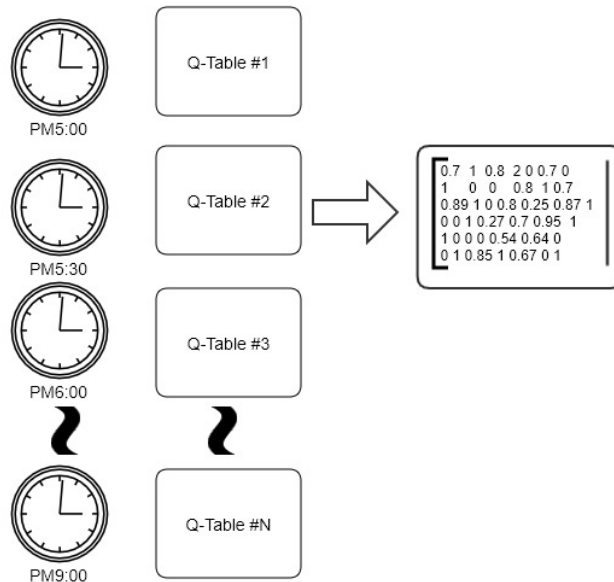 PM5:00
Q-Table #1
PM5:30
Q-Table #2
0.7 1 0.8 2 0 0.7 0
1 0 0 0.8 1 0.7
0.89 1 0 0.8 0.25 0.87 1
0 0 1 0.27 0.7 0.95 1
1 0 0 0 0.54 0.64 0
0 1 0.85 1 0.67 0 1
PM6:00
Q-Table #3
PM9:00
Q-Table #N